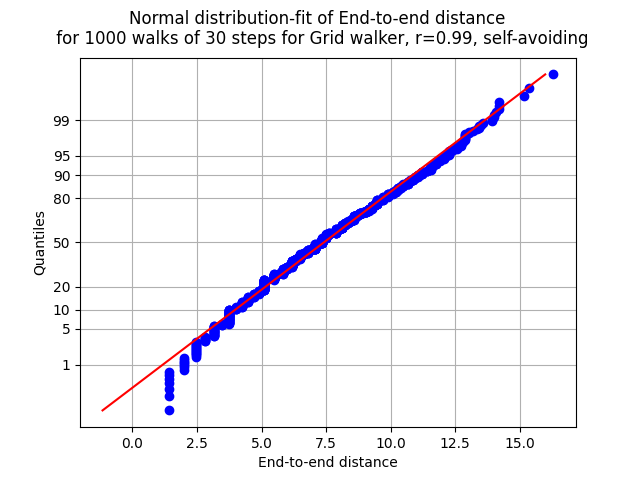 Normal distribution-fit of End-to-end distance
for 1000 walks of 30 steps for Grid walker, r=0.99, self-avoiding
99
95
90
80
50
20
10
5
1
Quantiles
0.0 2.5 5.0 7.5 10.0 12.5 15.0
End-to-end distance